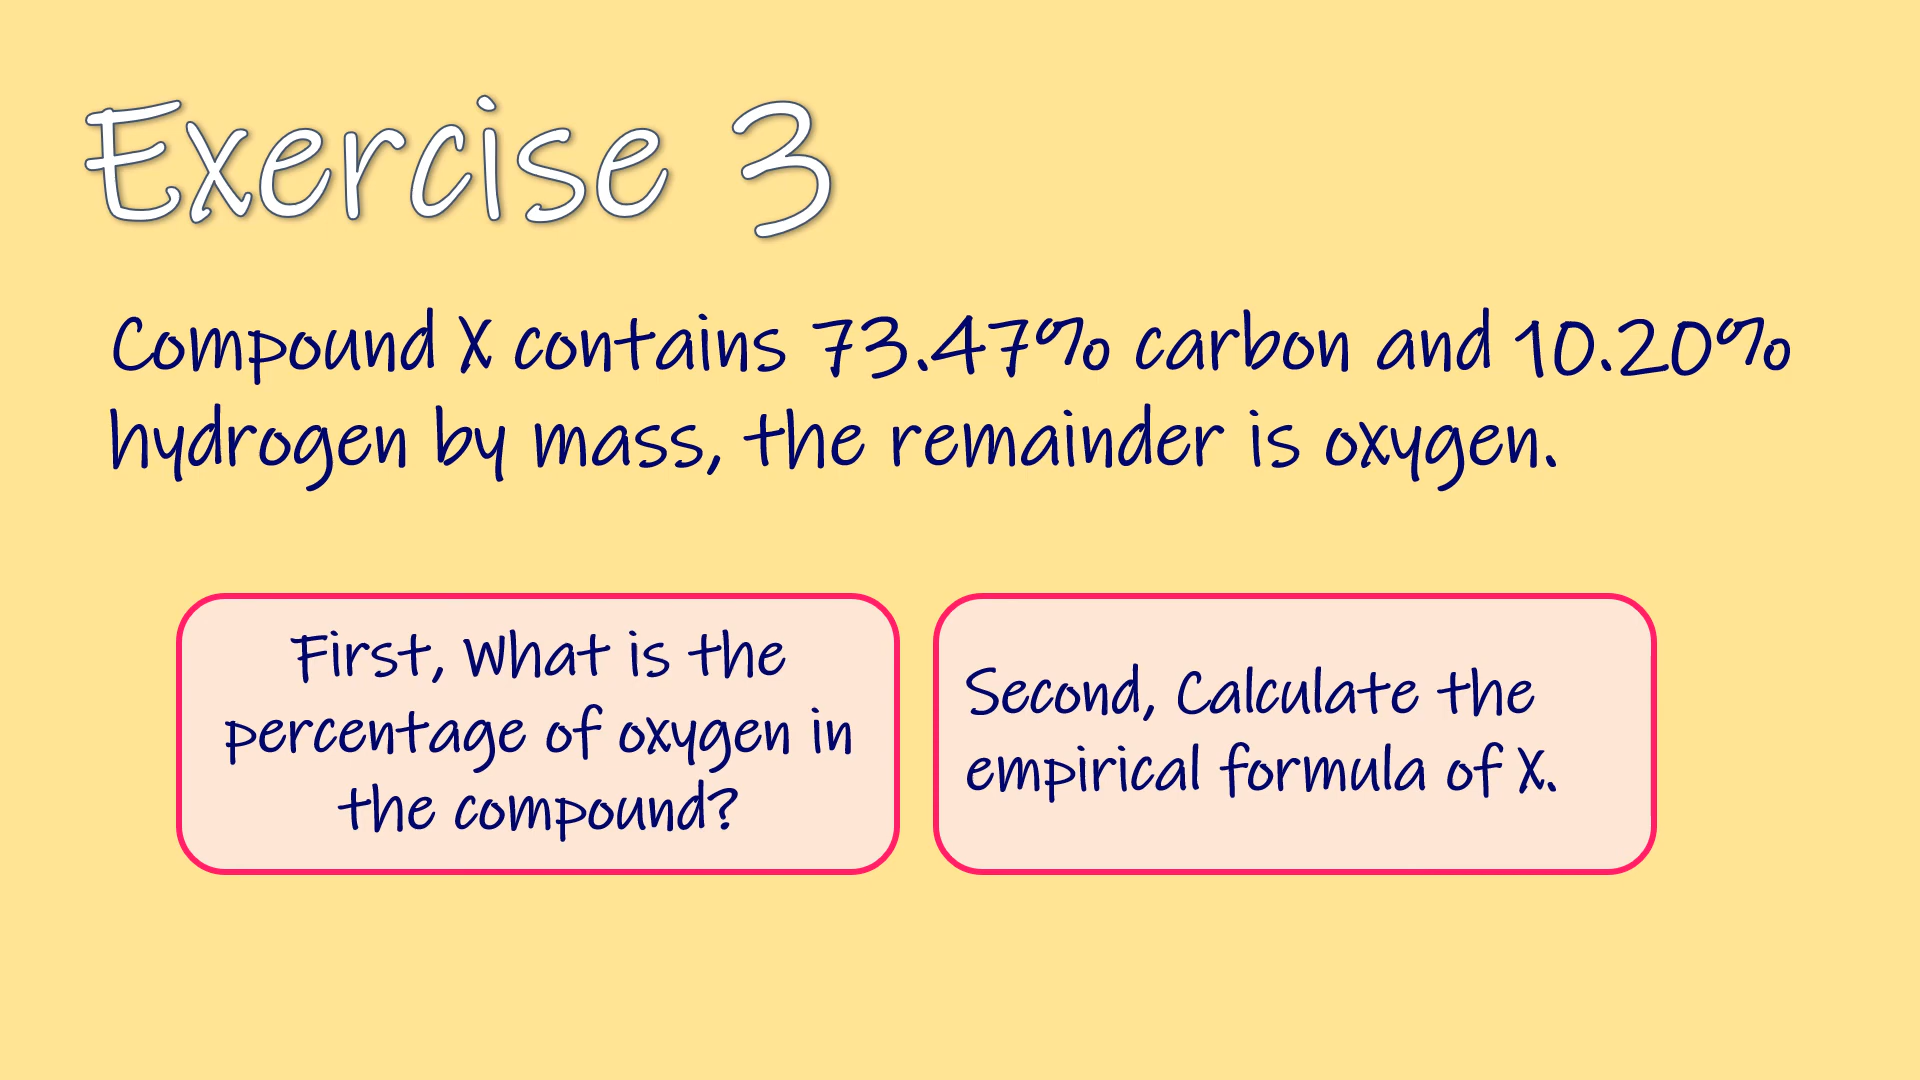 Exercise 3
Compound X contains 73.47% carbon and 10.20%
hydrogen by mass, the remainder is oxygen.
First, What is the
percentage of oxygen in
the compound?
Second, Calculate the
empirical formula of X.